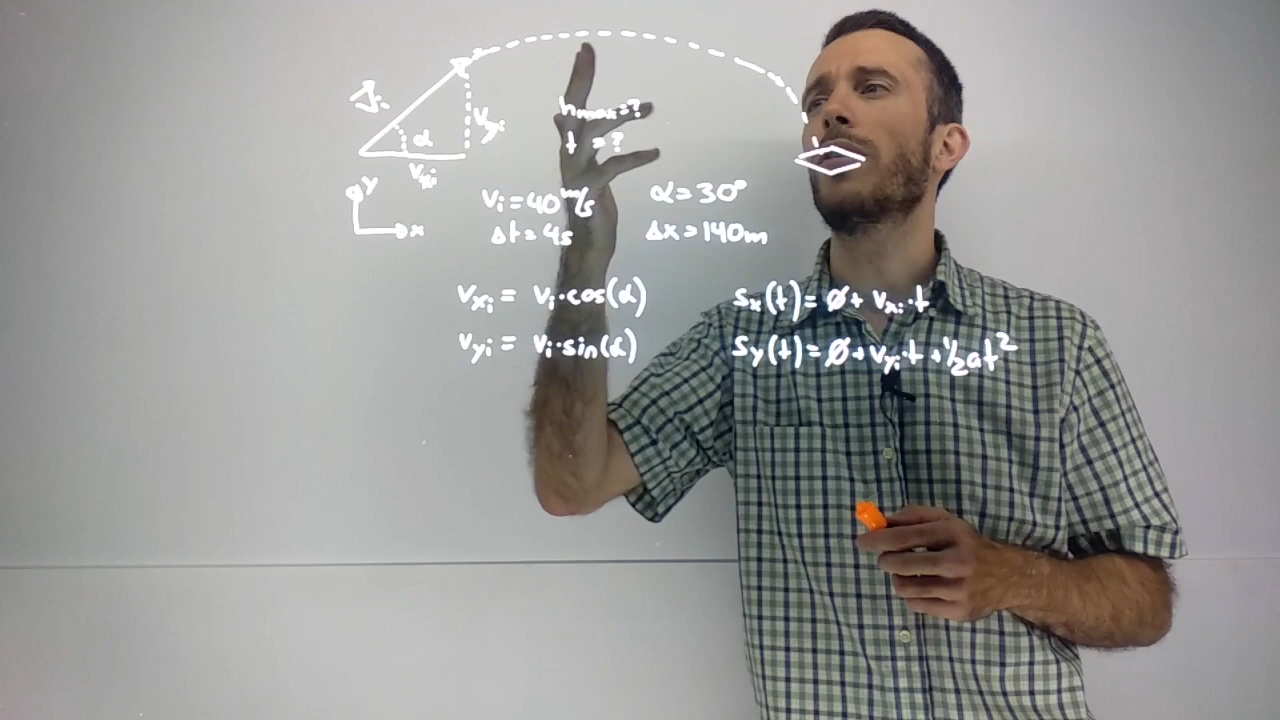 v⃗i
α
vyi
vxi
y
x
hmax=?
t =?
vi=40m/s α=30°
Δt=4s Δx=140m
vxi = vi·cos(α) sx(t)=Ø+vxi·t
vyi = vi·sin(α) sy(t)=Ø+vyi·t+½at²